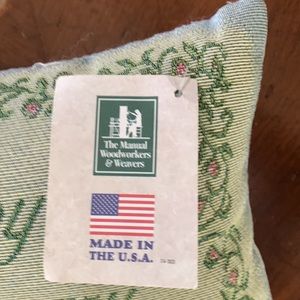 The Manual
Woodworkers
& Weavers
MADE IN
THE U.S.A.